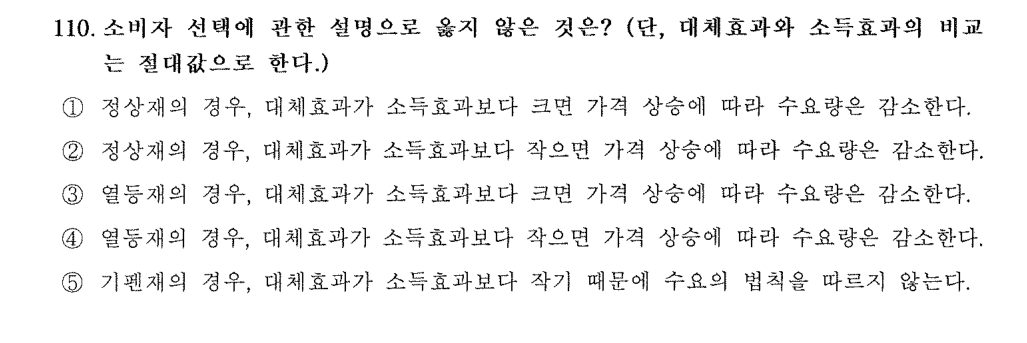 110. 소비자 선택에 관한 설명으로 옳지 않은 것은? (단, 대체효과와 소득효과의 비교
는 절대값으로 한다.)
① 정상재의 경우, 대체효과가 소득효과보다 크면 가격 상승에 따라 수요량은 감소한다.
② 정상재의 경우, 대체효과가 소득효과보다 작으면 가격 상승에 따라 수요량은 감소한다.
③ 열등재의 경우, 대체효과가 소득효과보다 크면 가격 상승에 따라 수요량은 감소한다.
④ 열등재의 경우, 대체효과가 소득효과보다 작으면 가격 상승에 따라 수요량은 감소한다.
⑤ 기펜재의 경우, 대체효과가 소득효과보다 작기 때문에 수요의 법칙을 따르지 않는다.